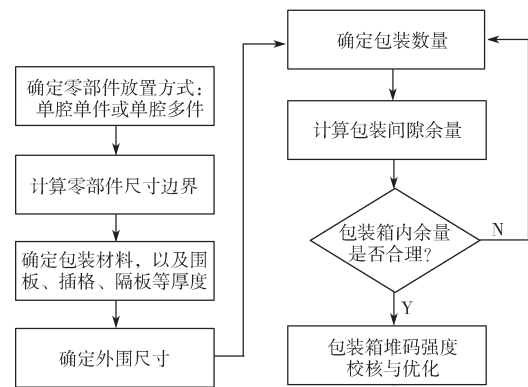 确定零部件放置方式：
单腔单件或单腔多件
计算零部件尺寸边界
确定包装材料，以及围
板、插格、隔板等厚度
确定外围尺寸
确定包装数量
计算包装间隙余量
包装箱内余量
是否合理？
N
Y
包装箱堆码强度
校核与优化